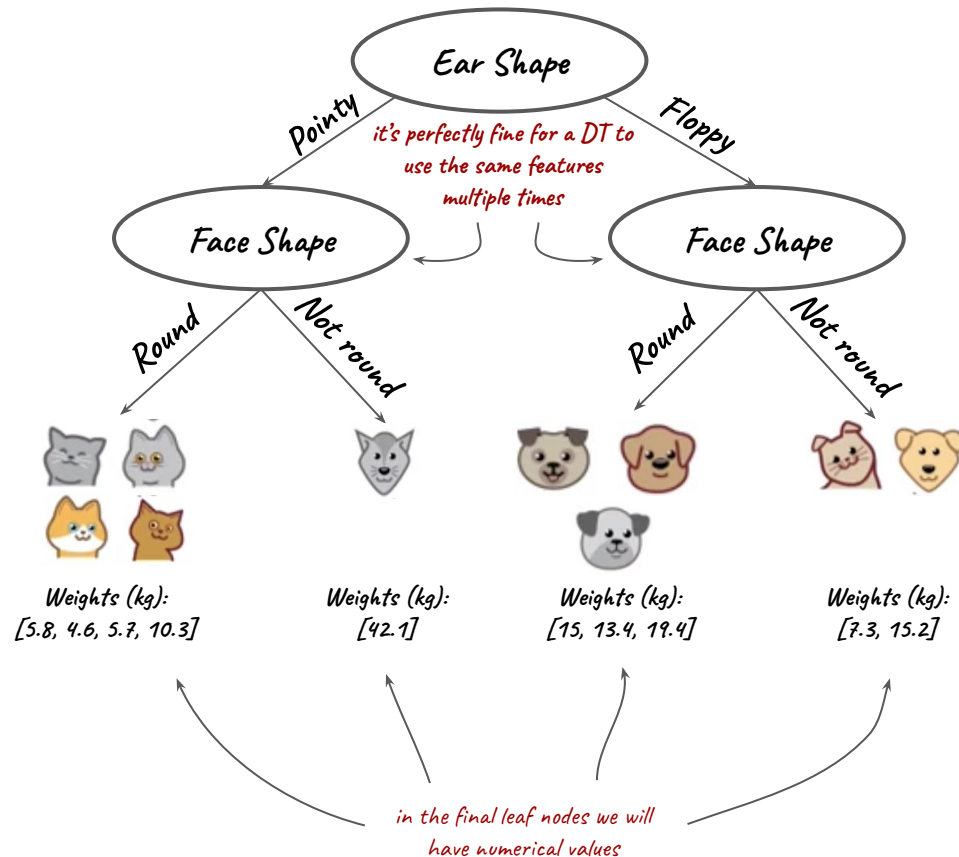 Ear Shape
Pointy
Floppy
it's perfectly fine for a DT to
use the same features
multiple times
Face Shape
Face Shape
Round
Not round
Round
Not round
Weights (kg):
[5.8, 4.6, 5.7, 10.3]
Weights (kg):
[42.1]
Weights (kg):
[15, 13.4, 19.4]
Weights (kg):
[7.3, 15.2]
in the final leaf nodes we will
have numerical values